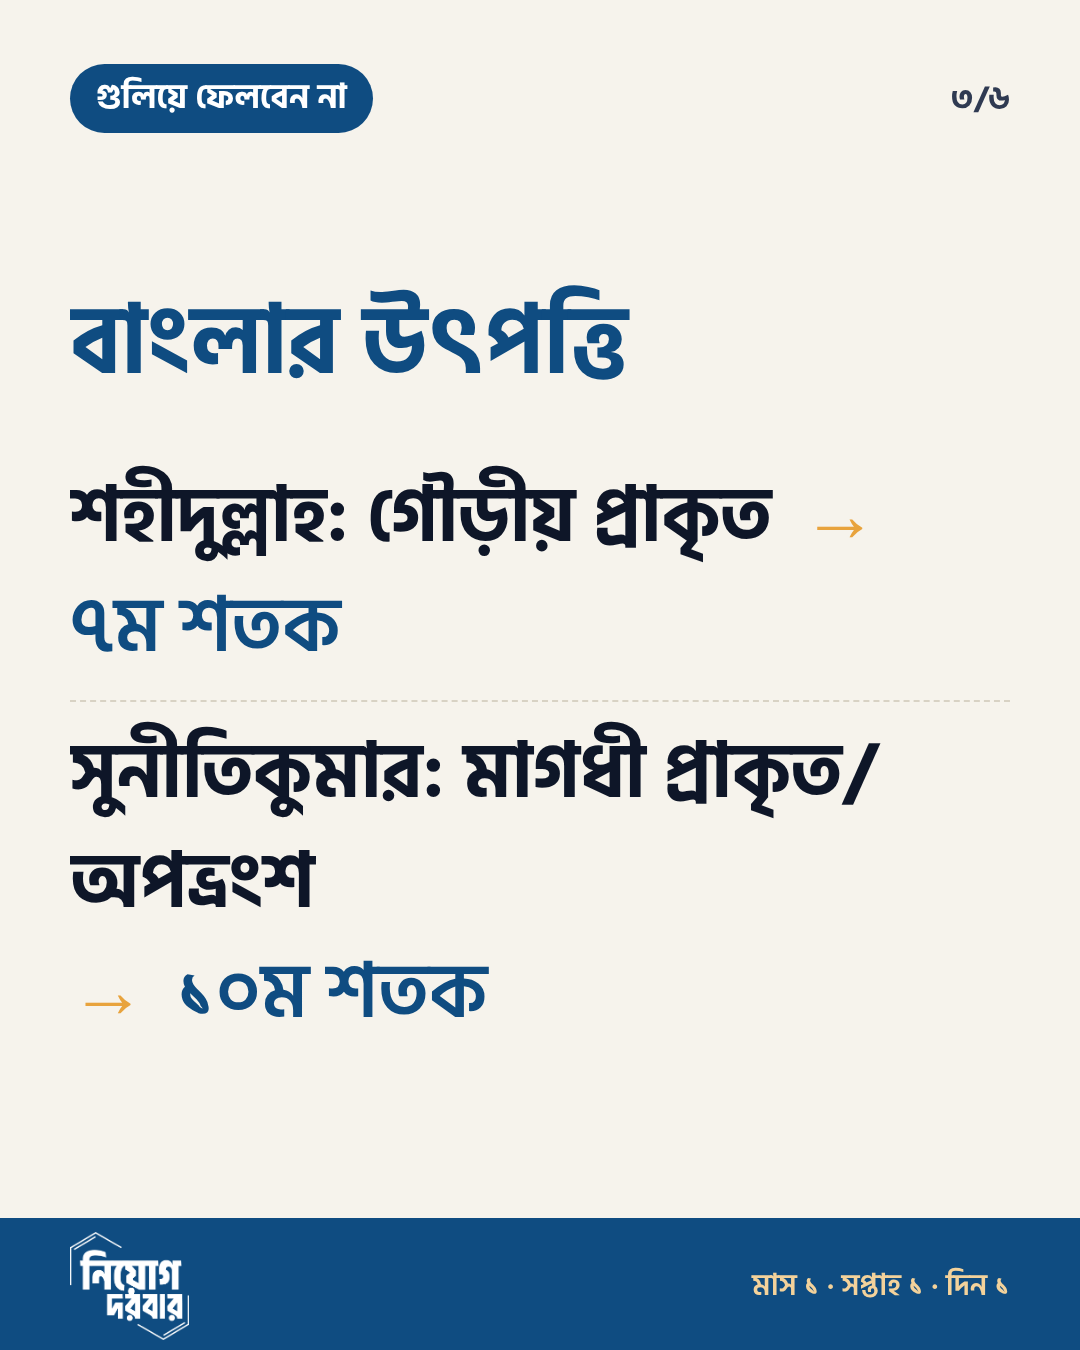 গুলিয়ে ফেলবেন না
৩/৬
বাংলার উৎপত্তি
শহীদুল্লাহ: গৌড়ীয় প্রাকৃত →
৭ম শতক
সুনীতিকুমার: মাগধী প্রাকৃত/
অপভ্রংশ
→ ১০ম শতক
নিয়োগ
দরবার
মাস ১ · সপ্তাহ ১ · দিন ১